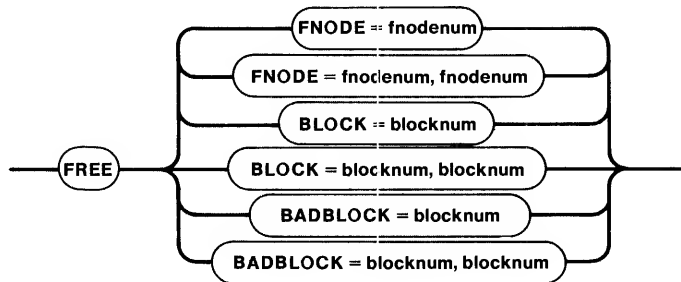 FNODE = fnodenum
FNODE = fnodenum, fnodenum
BLOCK = blocknum
FREE
BLOCK = blocknum, blocknum
BADBLOCK = blocknum
BADBLOCK = blocknum, blocknum